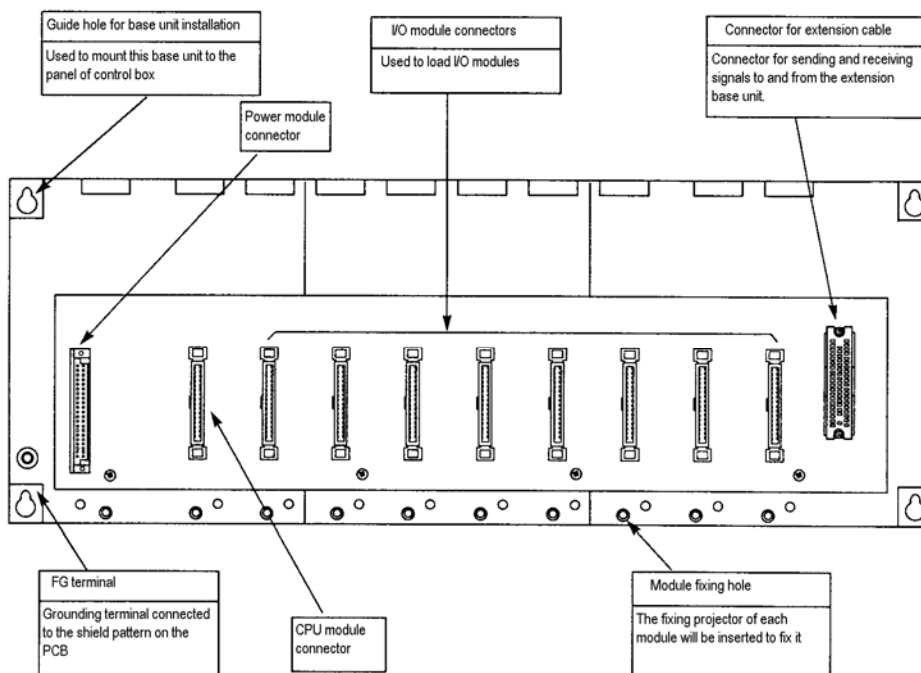 Guide hole for base unit installation
Used to mount this base unit to the
panel of control box
I/O module connectors
Used to load I/O modules
Connector for extension cable
Connector for sending and receiving
signals to and from the extension
base unit.
Power module
connector
FG terminal
Grounding terminal connected
to the shield pattern on the
PCB
CPU module
connector
Module fixing hole
The fixing projector of each
module will be inserted to fix it